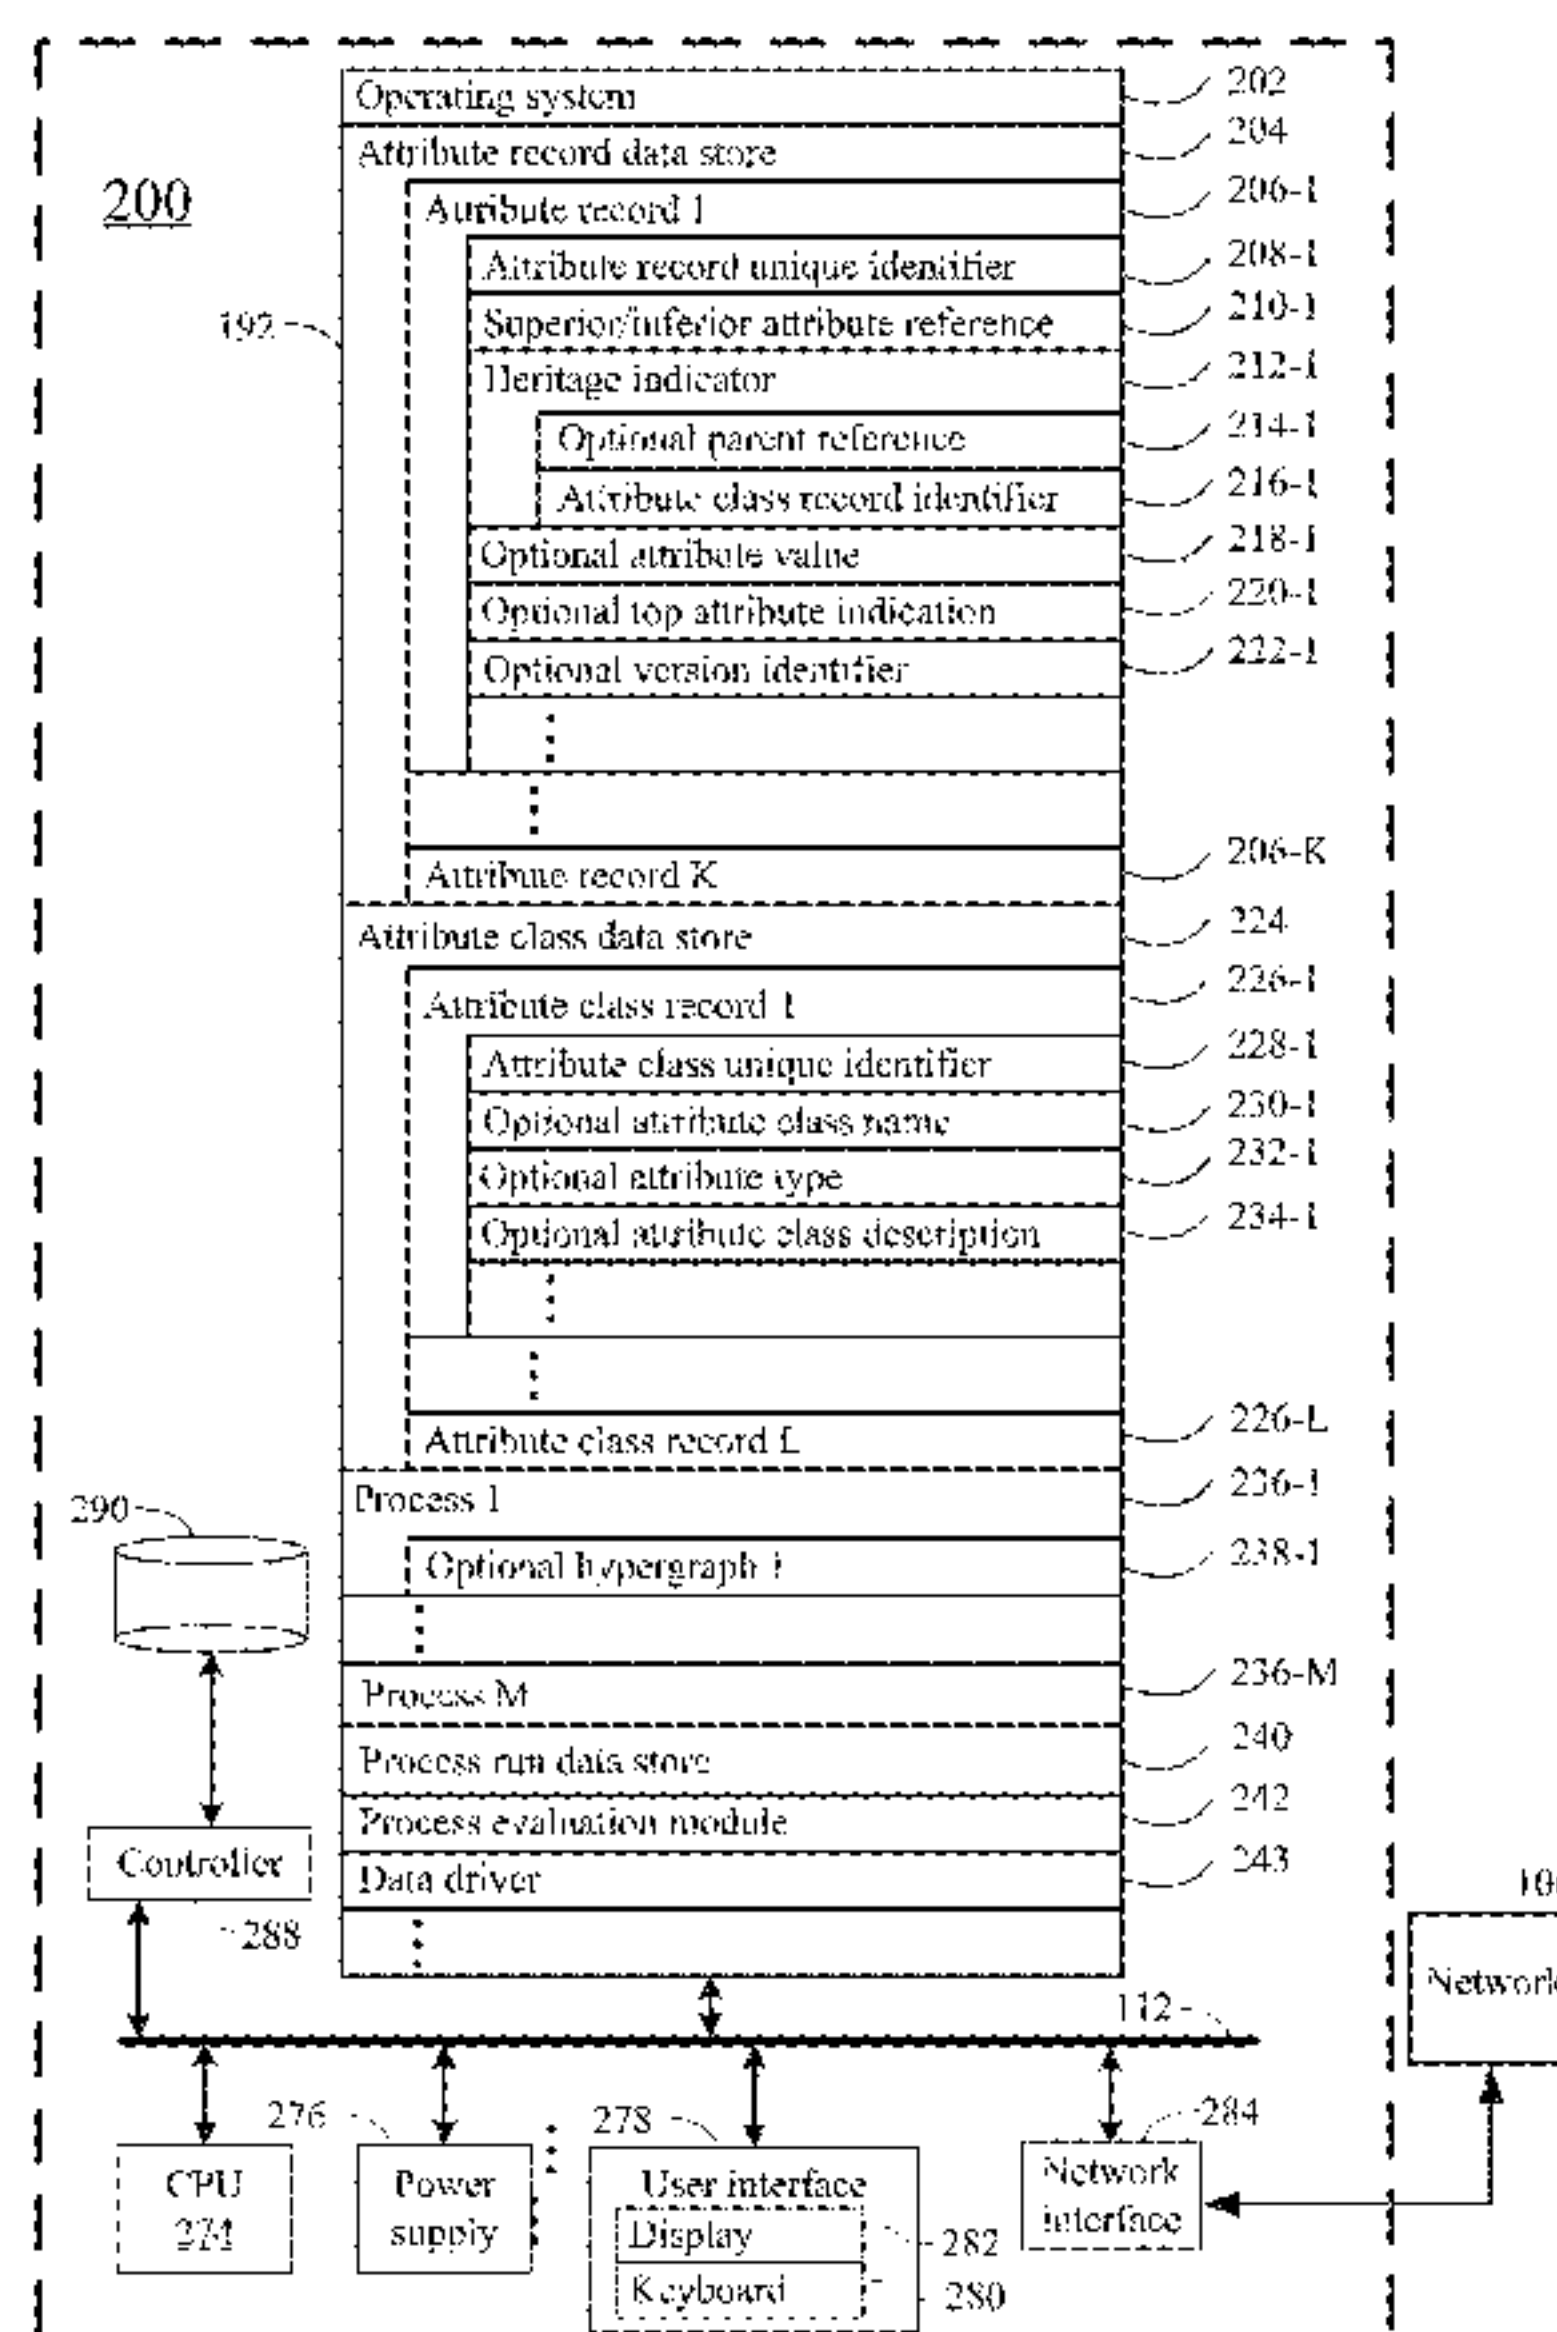 200
192
Operating system 202
Attribute record data store 204
Attribute record 1 206-1
Attribute record unique identifier 208-1
Superior/inferior attribute reference 210-1
Heritage indicator 212-1
Optional parent reference 214-1
Attribute class record identifier 216-1
Optional attribute value 218-1
Optional top attribute indication 220-1
Optional version identifier 222-1
Attribute record K 206-K
Attribute class data store 224
Attribute class record 1 226-1
Attribute class unique identifier 228-1
Optional attribute class name 230-1
Optional attribute type 232-1
Optional attribute class description 234-1
Attribute class record L 226-L
Process 1 236-1
290
Optional hypergraph 1 238-1
Process M 236-M
Process run data store 240
Process evaluation module 242
Controller
Data driver 243
288
Network
112
276
278
284
CPU
274
Power
supply
User interface
Display 282
Keyboard 280
Network
interface